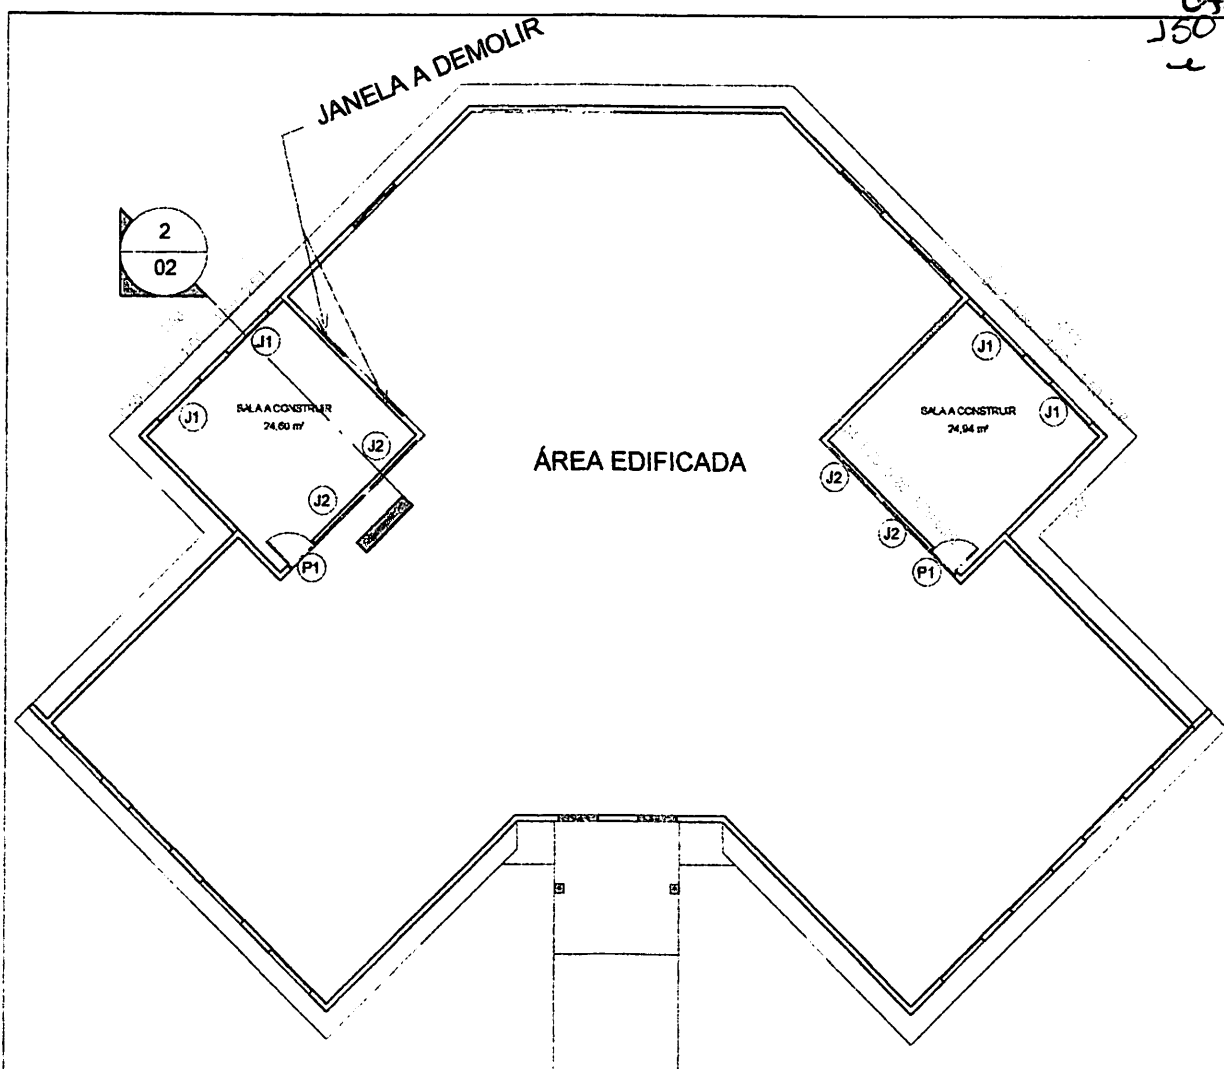 150
JANELA A DEMOLIR
2
02
J1
J1
SALA A CONSTRUIR
24,60 m²
J2
J2
P1
ÁREA EDIFICADA
J1
J1
SALA A CONSTRUIR
24,94 m²
J2
J2
P1